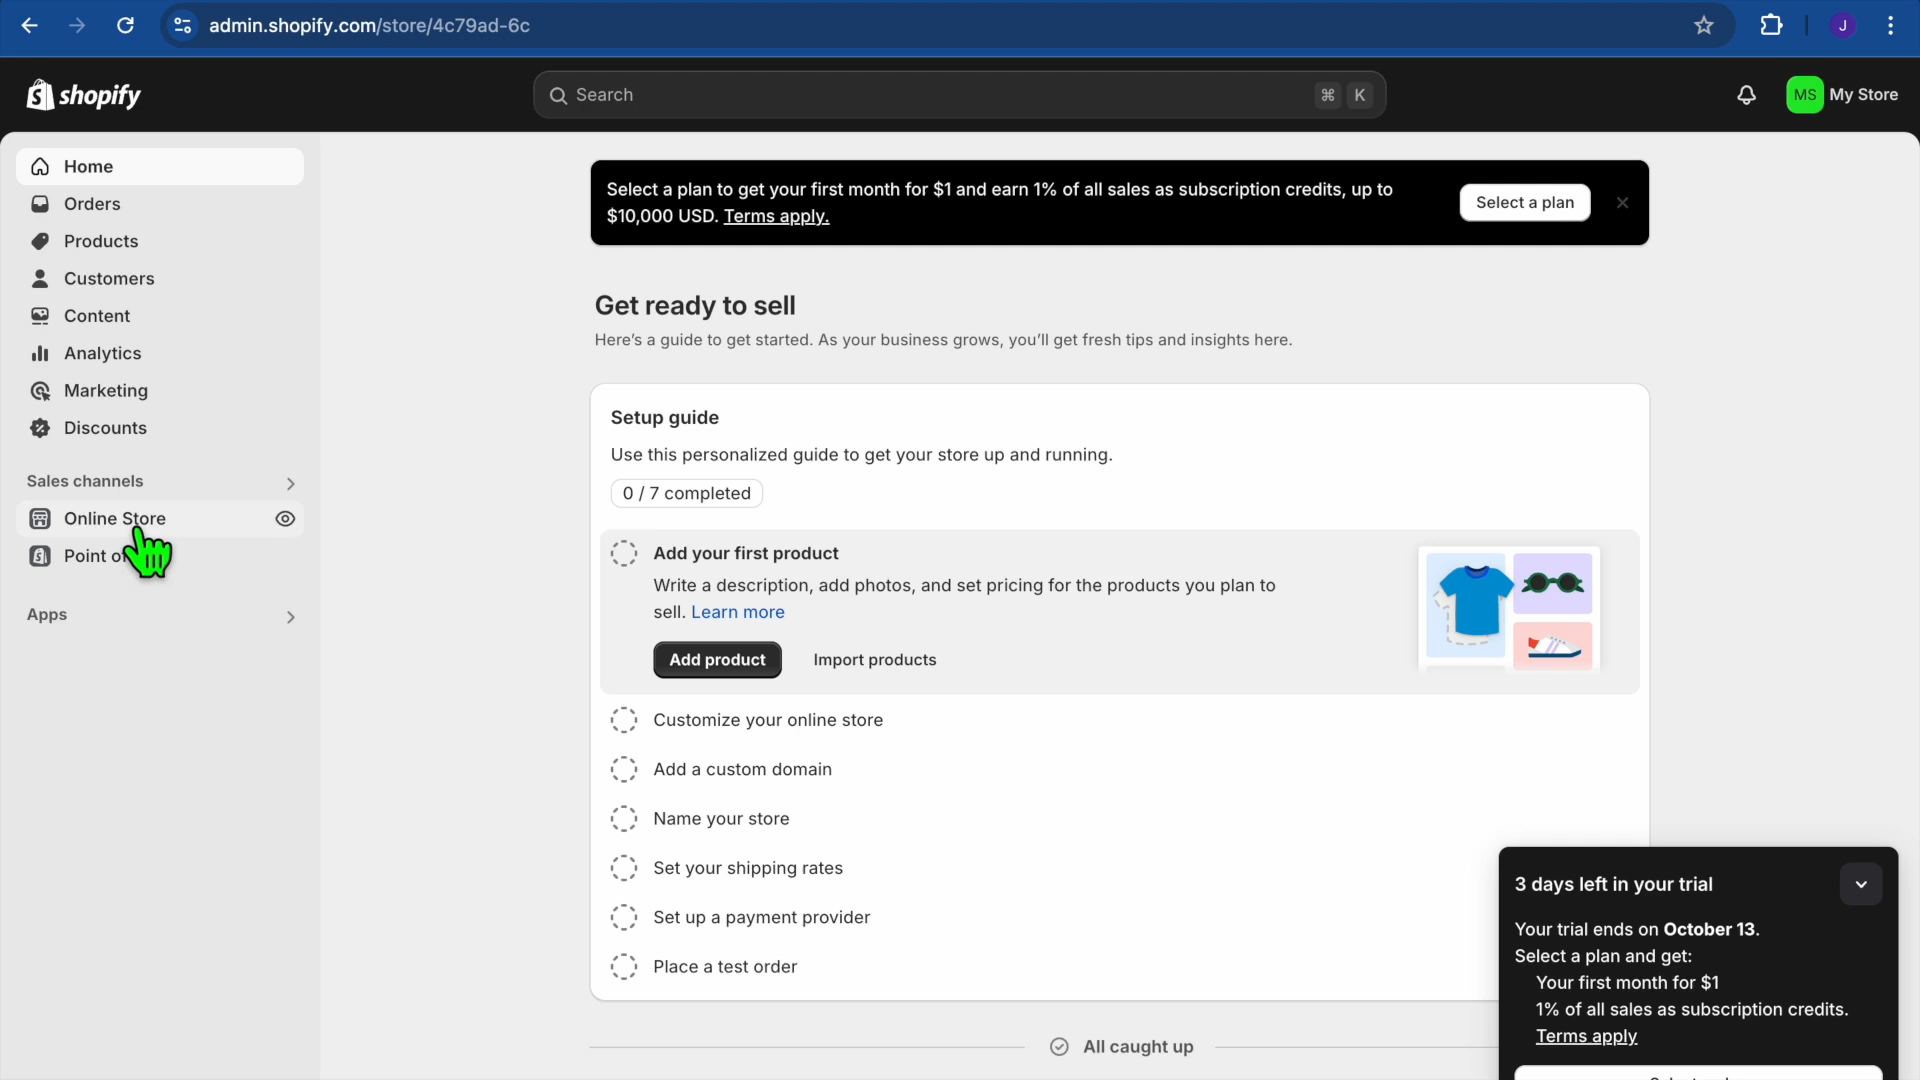 admin.shopify.com/store/4c79ad-6c
J
shopify
Search
⌘ K
MS My Store
Home
Orders
Products
Customers
Content
Analytics
Marketing
Discounts
Sales channels
Online Store
Point of
Apps
Select a plan to get your first month for $1 and earn 1% of all sales as subscription credits, up to
$10,000 USD. Terms apply.
Select a plan
Get ready to sell
Here's a guide to get started. As your business grows, you'll get fresh tips and insights here.
Setup guide
Use this personalized guide to get your store up and running.
0 / 7 completed
Add your first product
Write a description, add photos, and set pricing for the products you plan to
sell. Learn more
Add product
Import products
Customize your online store
Add a custom domain
Name your store
Set your shipping rates
Set up a payment provider
Place a test order
All caught up
3 days left in your trial
Your trial ends on October 13.
Select a plan and get:
Your first month for $1
1% of all sales as subscription credits.
Terms apply